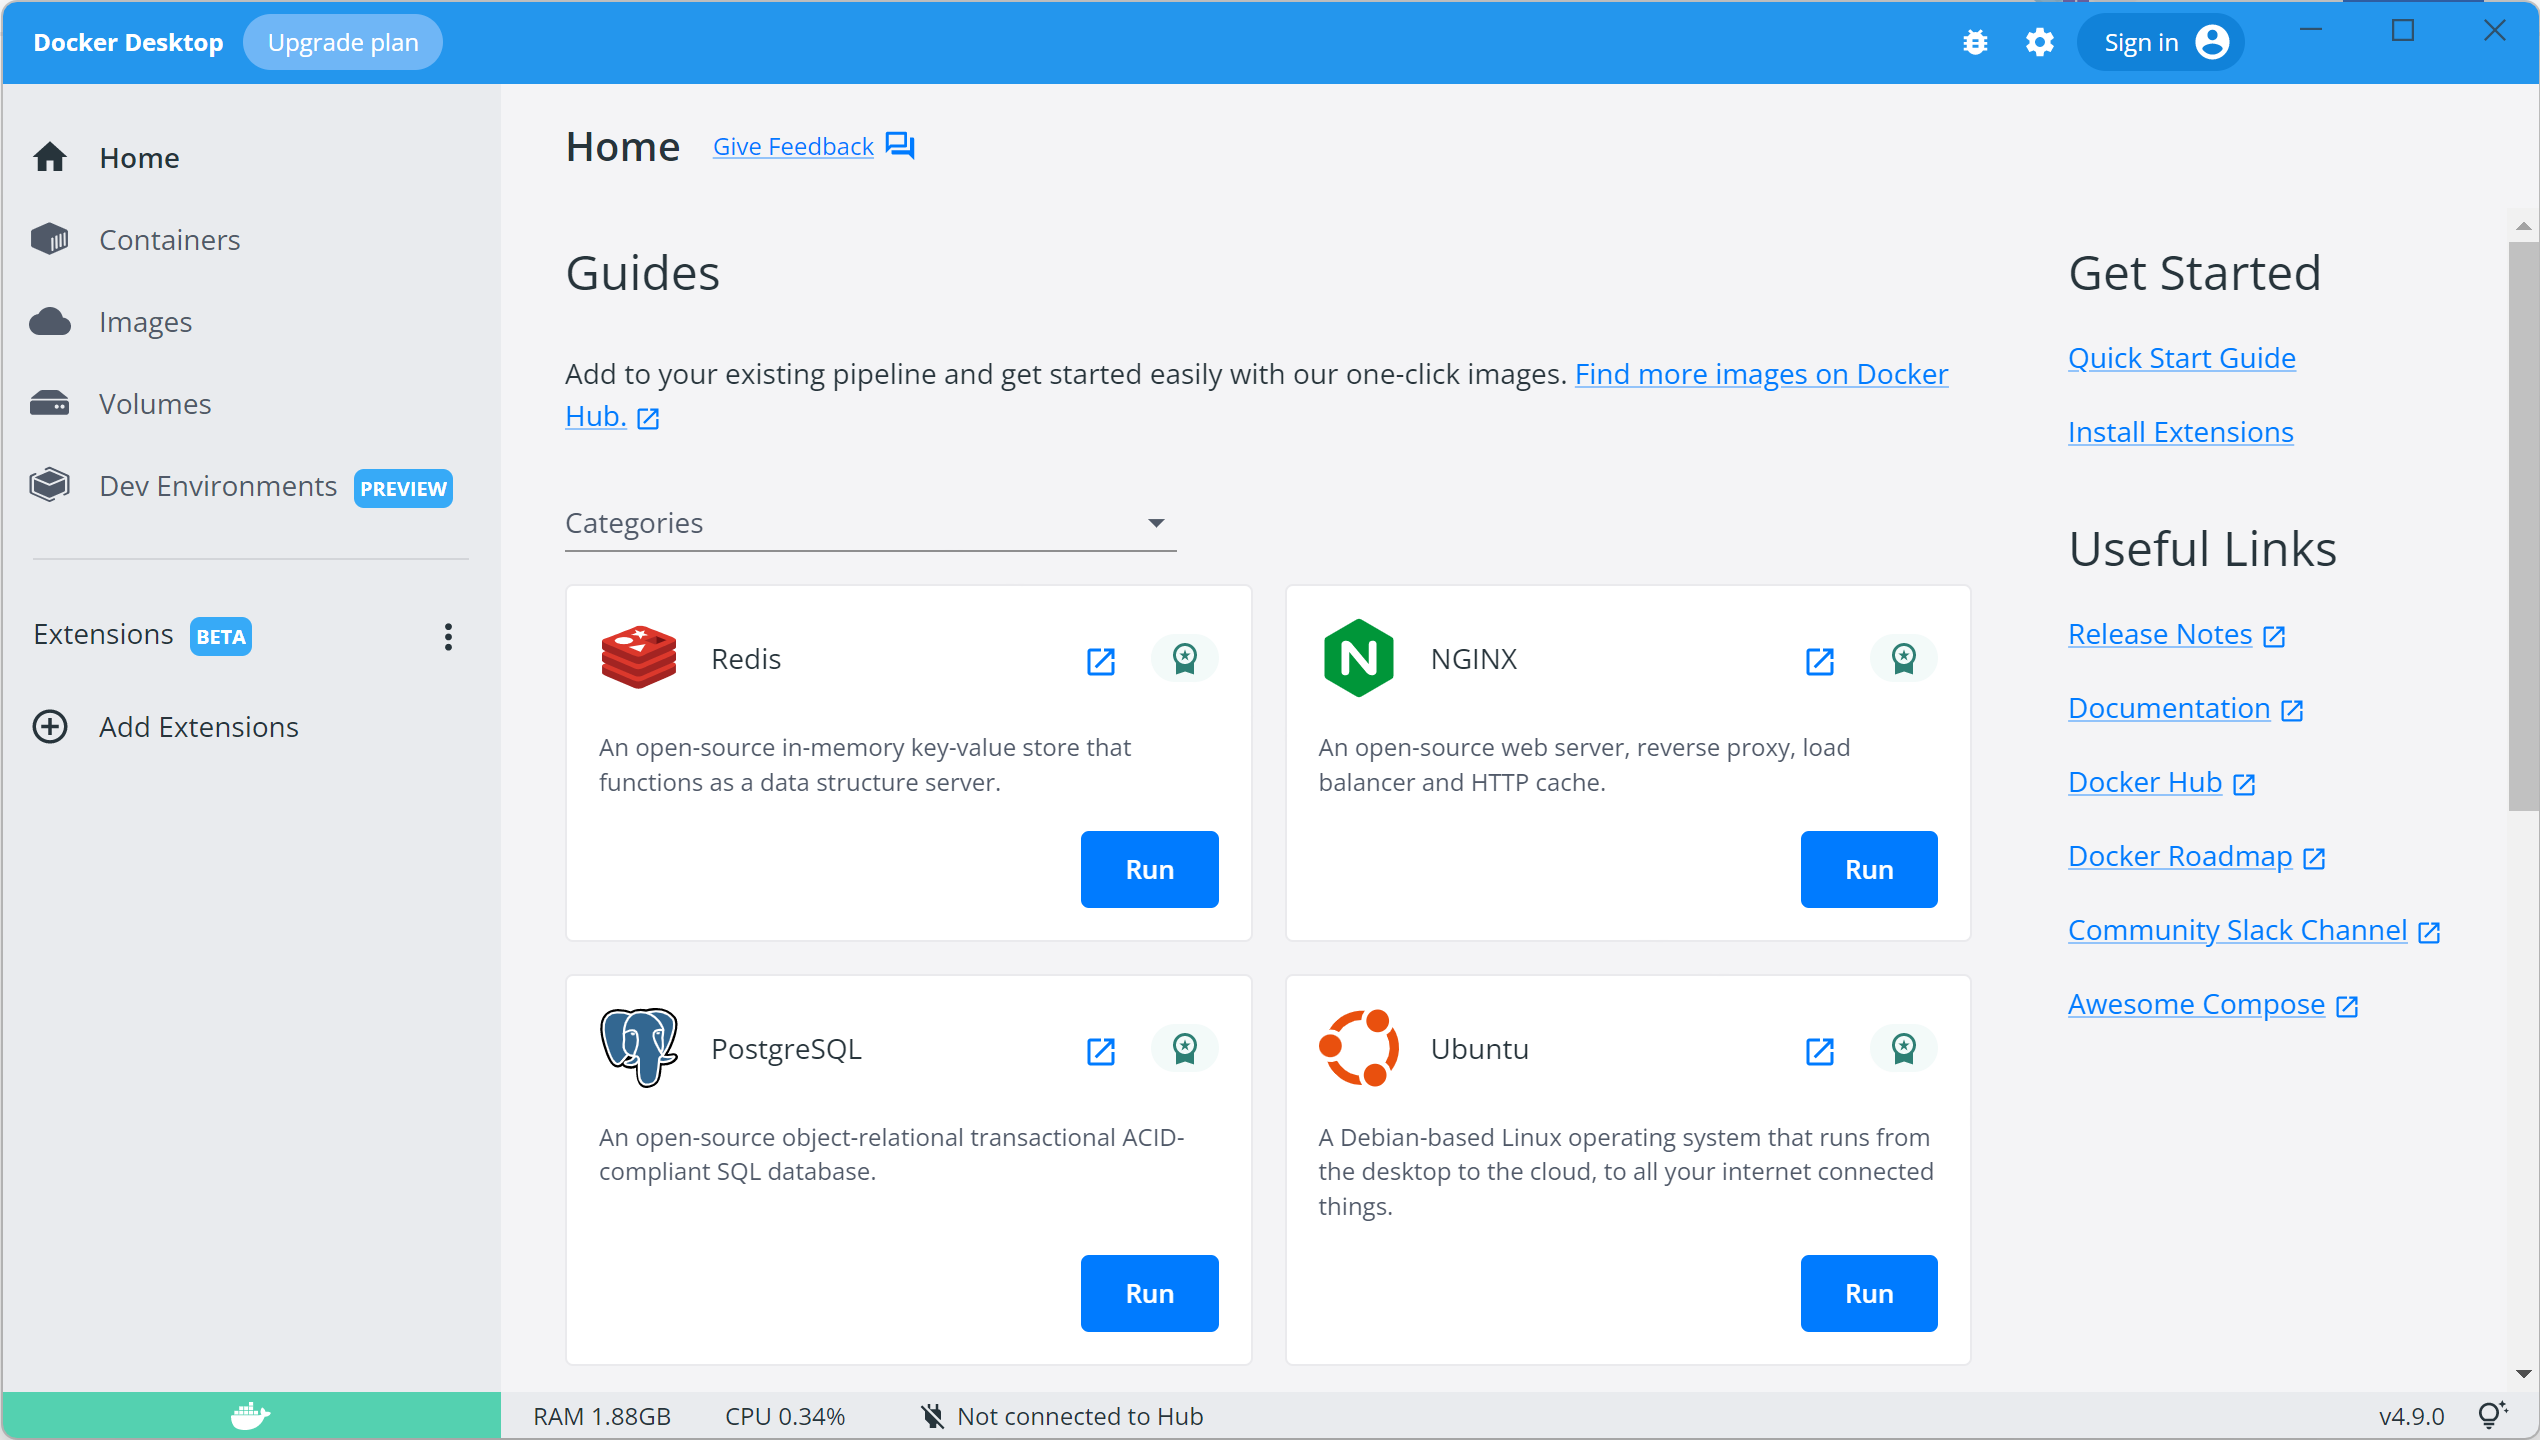 Docker Desktop
Upgrade plan
Sign in
Home
Containers
Images
Volumes
Dev Environments PREVIEW
Extensions BETA
Add Extensions
Home Give Feedback
Guides
Add to your existing pipeline and get started easily with our one-click images. Find more images on Docker
Hub.
Categories
Redis
An open-source in-memory key-value store that
functions as a data structure server.
Run
NGINX
An open-source web server, reverse proxy, load
balancer and HTTP cache.
Run
PostgreSQL
An open-source object-relational transactional ACID-
compliant SQL database.
Run
Ubuntu
A Debian-based Linux operating system that runs from
the desktop to the cloud, to all your internet connected
things.
Run
Get Started
Quick Start Guide
Install Extensions
Useful Links
Release Notes
Documentation
Docker Hub
Docker Roadmap
Community Slack Channel
Awesome Compose
RAM 1.88GB CPU 0.34% Not connected to Hub
v4.9.0